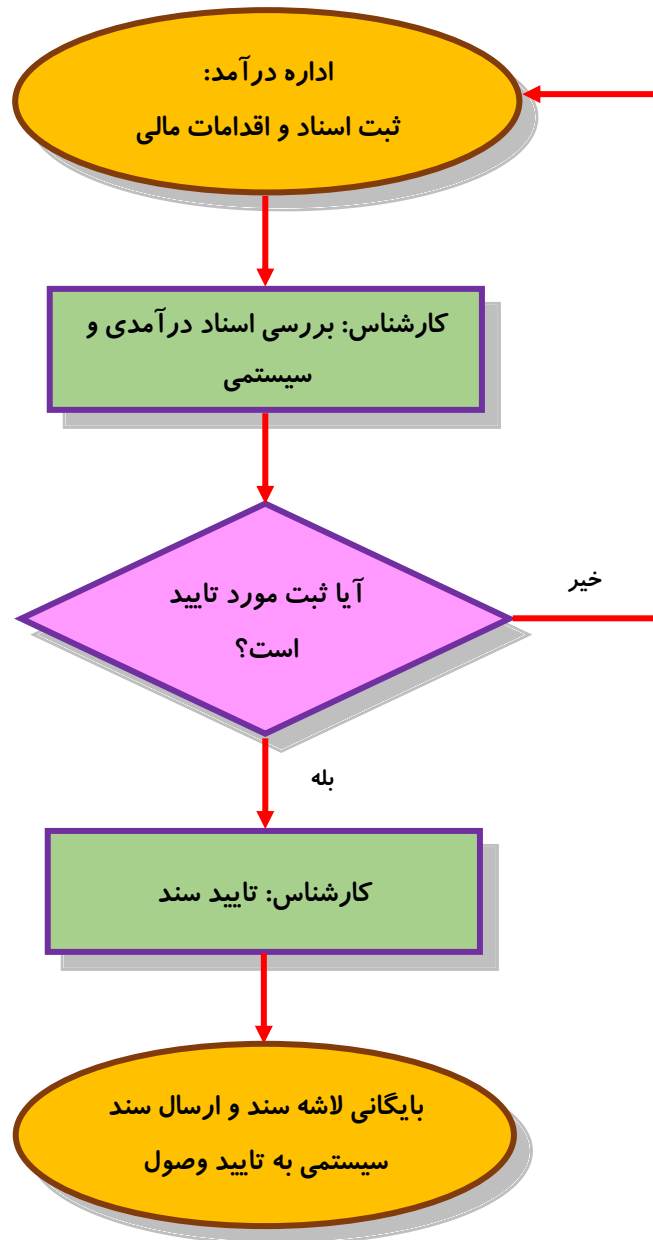 اداره درآمد:
ثبت اسناد و اقدامات مالی
کارشناس: بررسی اسناد درآمدی و
سیستمی
آیا ثبت مورد تایید
است؟
خیر
بله
کارشناس: تایید سند
بایگانی لاشه سند و ارسال سند
سیستمی به تایید وصول